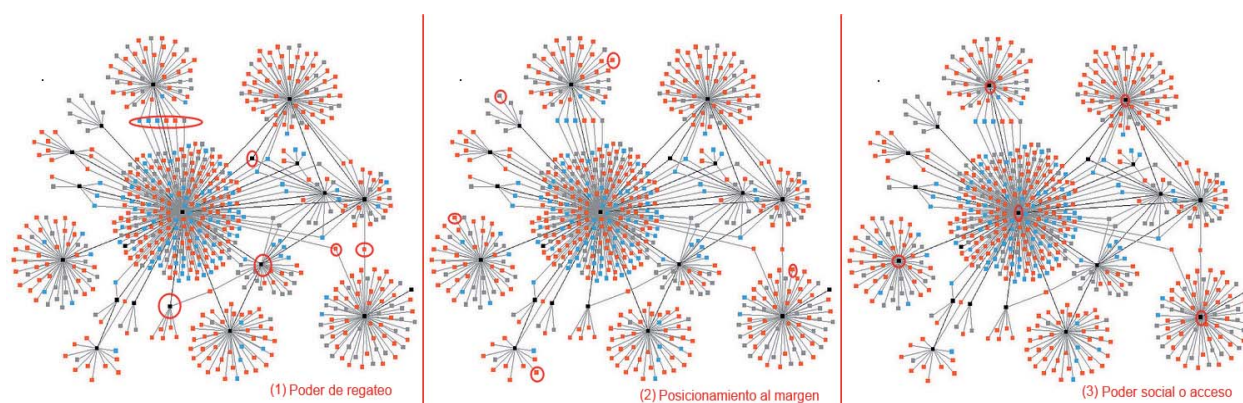 (1) Poder de regateo
(2) Posicionamiento al margen
(3) Poder social o acceso